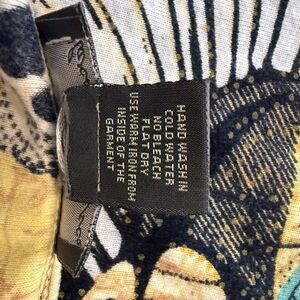 HAND WASH IN
COLD WATER
NO BLEACH
FLAT DRY
USE WARM IRON FROM
INSIDE OF THE
GARMENT